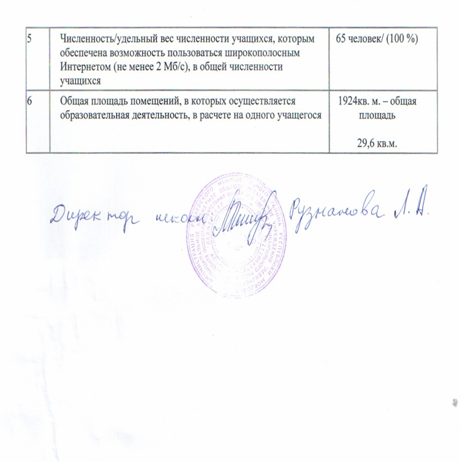 5 Численность/удельный вес численности учащихся, которым 65 человек/ (100 %)
обеспечена возможность пользоваться широкополосным
Интернетом (не менее 2 Мб/с), в общей численности
учащихся
6 Общая площадь помещений, в которых осуществляется 1924кв. м. – общая
образовательная деятельность, в расчете на одного учащегося площадь
29,6 кв.м.
Директор школы Л. А.